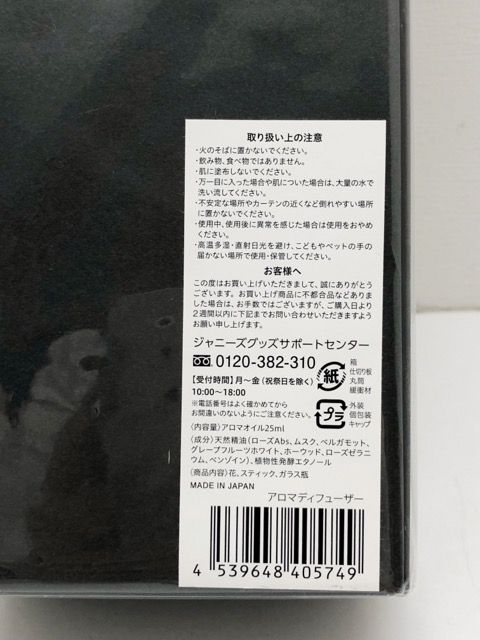 取り扱い上の注意
・火のそばに置かないでください。
・飲み物、食べ物ではありません。
・肌に塗布しないでください。
・万一目に入った場合や肌についた場合は、大量の水で
洗い流してください。
・不安定な場所やカーテンの近くなど倒れやすい場所
に置かないでください。
・使用中、使用後に異常を感じた場合は使用をおやめ
ください。
・高温多湿・直射日光を避け、こどもやペットの手の
届かない場所で使用・保管してください。
お客様へ
この度はお買い上げいただきまして、誠にありがとう
ございます。お買い上げ商品に不都合品などありまし
た場合は、お手数ではございますが、ご購入日より
2週間以内に下記までお問い合わせいただきますよう
お願い申し上げます。
ジャニーズグッズサポートセンター
0120-382-310
【受付時間】月〜金(祝祭日を除く)
10:00〜18:00
※電話番号はよく確かめてから
お間違いのないようにご注意ください。
紙
箱
仕切り板
丸筒
緩衝材
プラ
外装
個包装
キャップ
(内容量)アロマオイル25ml
(成分)天然精油(ローズAbs、ムスク、ベルガモット、
グレープフルーツホワイト、ホーウッド、ローズゼラニ
ウム、ベンゾイン)、植物性発酵エタノール
(商品内容)花、スティック、ガラス瓶
MADE IN JAPAN
アロマディフューザー
4 539648 405749